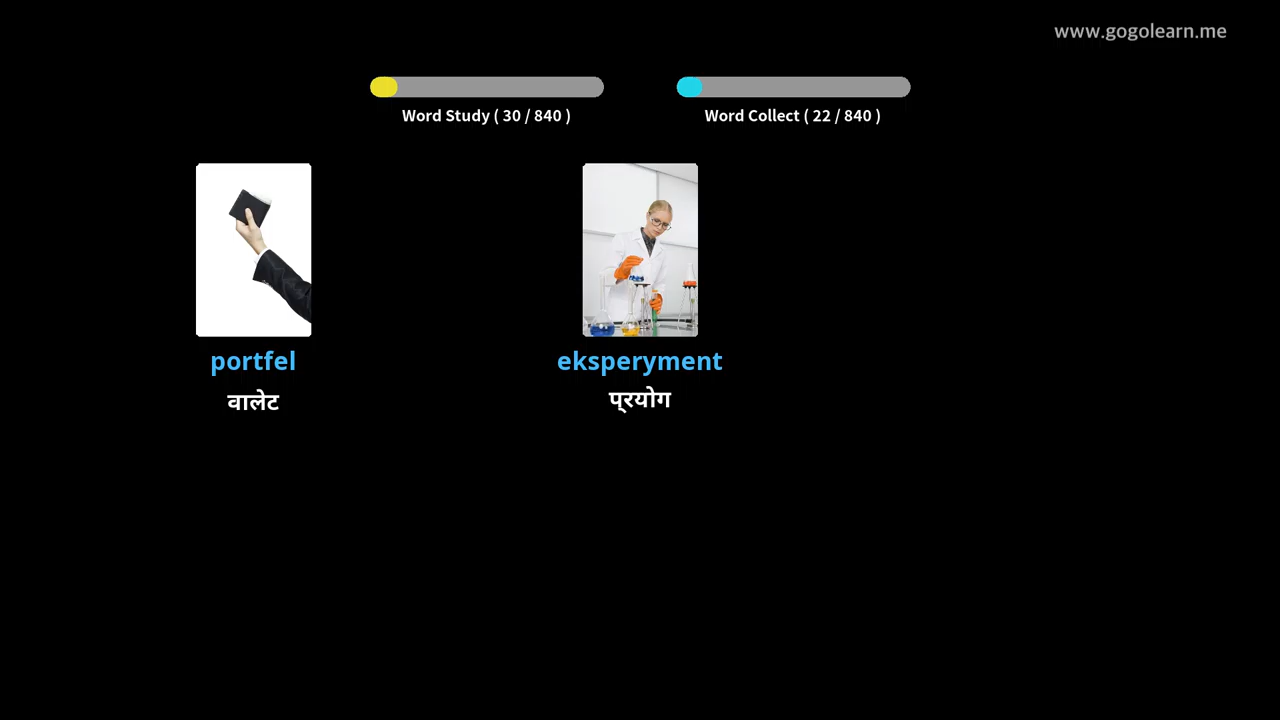 www.gogolearn.me
Word Study ( 30 / 840 )
Word Collect ( 22 / 840 )
portfel
वालेट
eksperyment
प्रयोग